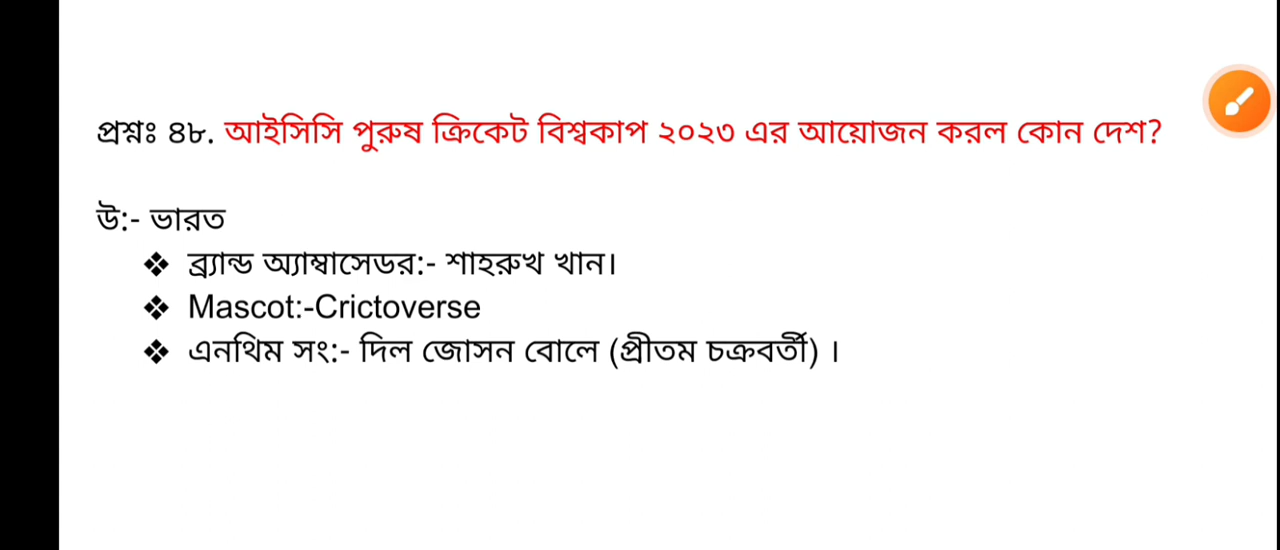 প্রশ্নঃ ৪৮. আইসিসি পুরুষ ক্রিকেট বিশ্বকাপ ২০২৩ এর আয়োজন করল কোন দেশ?
উ:- ভারত
❖ ব্র্যান্ড অ্যাম্বাসেডর:- শাহরুখ খান।
❖ Mascot:-Crictoverse
❖ এনথিম সং:- দিল জোসন বোলে (প্রীতম চক্রবর্তী) ।